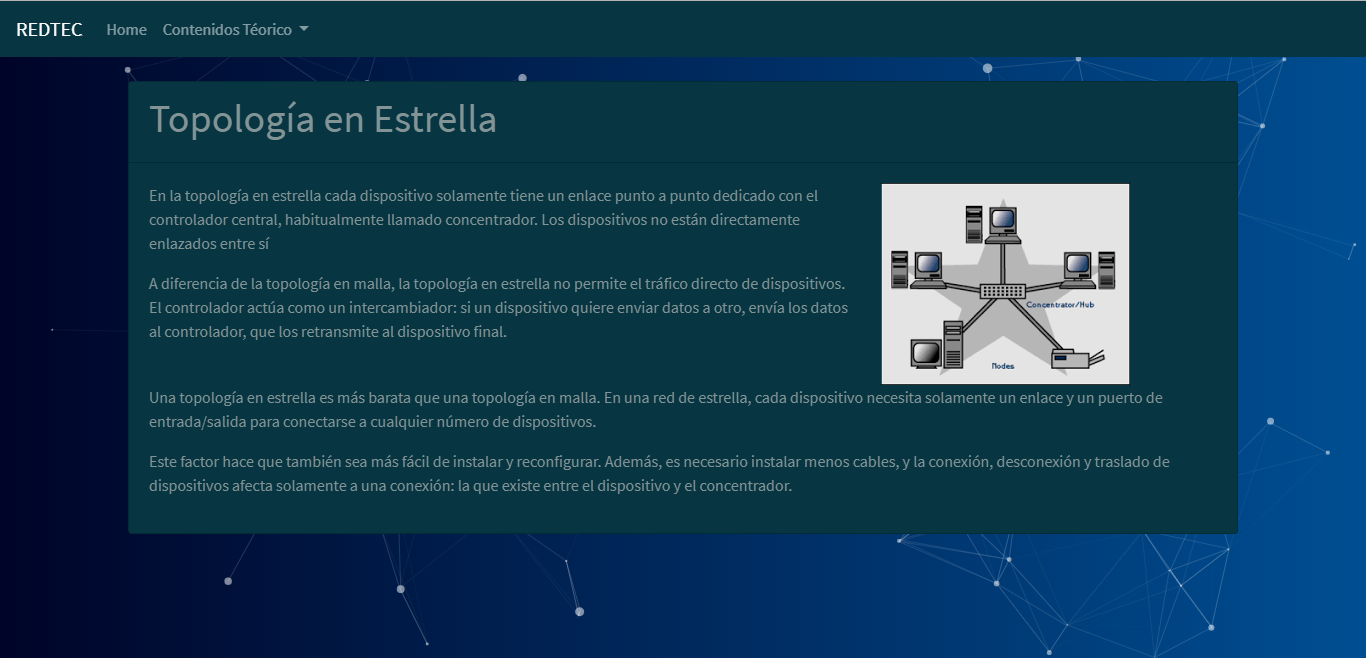 REDTEC Home Contenidos Téorico
Topología en Estrella
En la topología en estrella cada dispositivo solamente tiene un enlace punto a punto dedicado con el
controlador central, habitualmente llamado concentrador. Los dispositivos no están directamente
enlazados entre sí
A diferencia de la topología en malla, la topología en estrella no permite el tráfico directo de dispositivos.
El controlador actúa como un intercambiador: si un dispositivo quiere enviar datos a otro, envía los datos
al controlador, que los retransmite al dispositivo final.
Concentrator/Hub
Nodes
Una topología en estrella es más barata que una topología en malla. En una red de estrella, cada dispositivo necesita solamente un enlace y un puerto de
entrada/salida para conectarse a cualquier número de dispositivos.
Este factor hace que también sea más fácil de instalar y reconfigurar. Además, es necesario instalar menos cables, y la conexión, desconexión y traslado de
dispositivos afecta solamente a una conexión: la que existe entre el dispositivo y el concentrador.